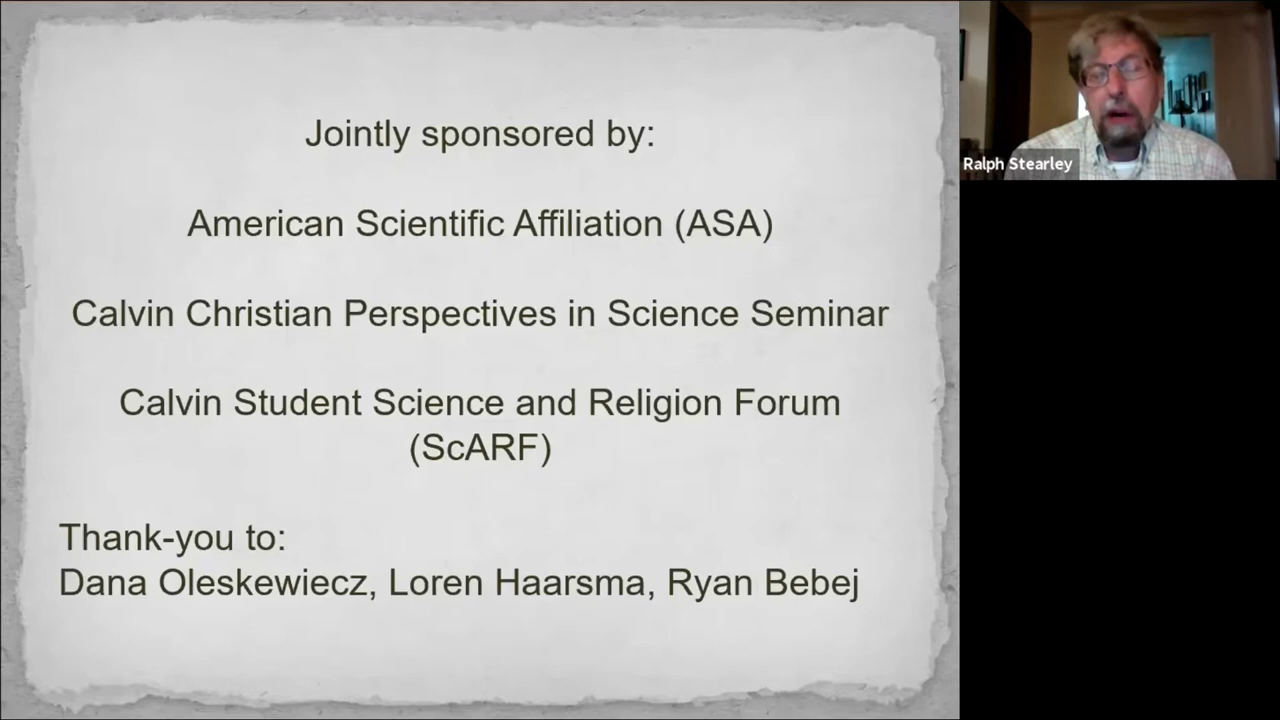 Jointly sponsored by:
American Scientific Affiliation (ASA)
Calvin Christian Perspectives in Science Seminar
Calvin Student Science and Religion Forum
(ScARF)
Thank-you to:
Dana Oleskewiecz, Loren Haarsma, Ryan Bebej
Ralph Stearley